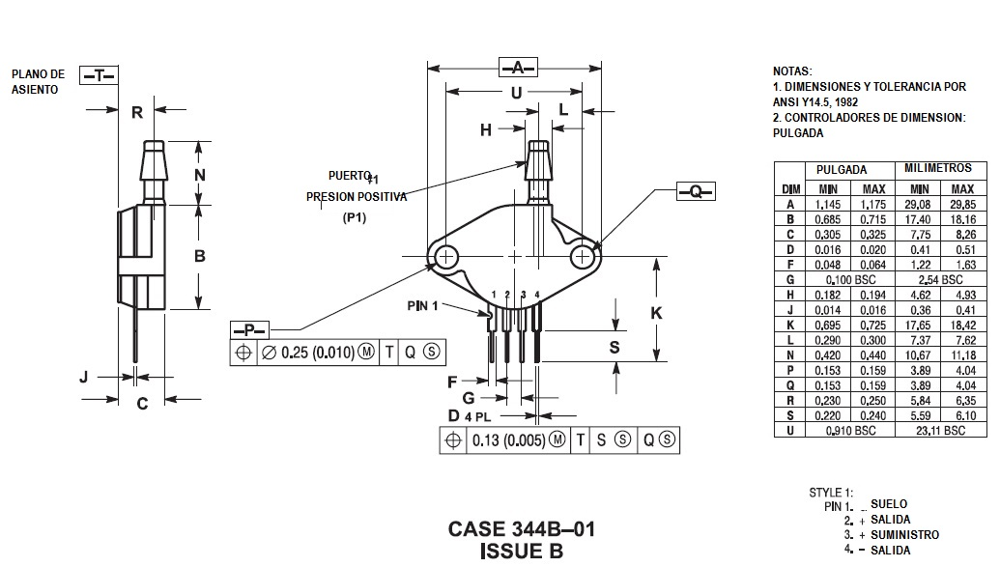 PLANO DE
ASIENTO
–T–
R
N
B
J
C
–A–
U
L
H
PUERTO #1
PRESION POSITIVA
(P1)
–Q–
1 2 3 4
PIN 1
K
S
–P–
⌖ ∅ 0.25 (0.010) Ⓜ T Q Ⓢ
F
G
D 4 PL
⌖ 0.13 (0.005) Ⓜ T S Ⓢ Q Ⓢ
CASE 344B–01
ISSUE B
NOTAS:
1. DIMENSIONES Y TOLERANCIA POR
ANSI Y14.5, 1982
2. CONTROLADORES DE DIMENSION:
PULGADA
PULGADA MILIMETROS
DIM MIN MAX MIN MAX
A 1.145 1.175 29.08 29.85
B 0.685 0.715 17.40 18.16
C 0.305 0.325 7.75 8.26
D 0.016 0.020 0.41 0.51
F 0.048 0.064 1.22 1.63
G 0.100 BSC 2.54 BSC
H 0.182 0.194 4.62 4.93
J 0.014 0.016 0.36 0.41
K 0.695 0.725 17.65 18.42
L 0.290 0.300 7.37 7.62
N 0.420 0.440 10.67 11.18
P 0.153 0.159 3.89 4.04
Q 0.153 0.159 3.89 4.04
R 0.230 0.250 5.84 6.35
S 0.220 0.240 5.59 6.10
U 0.910 BSC 23.11 BSC
STYLE 1:
PIN 1. _ SUELO
2. + SALIDA
3. + SUMINISTRO
4. – SALIDA